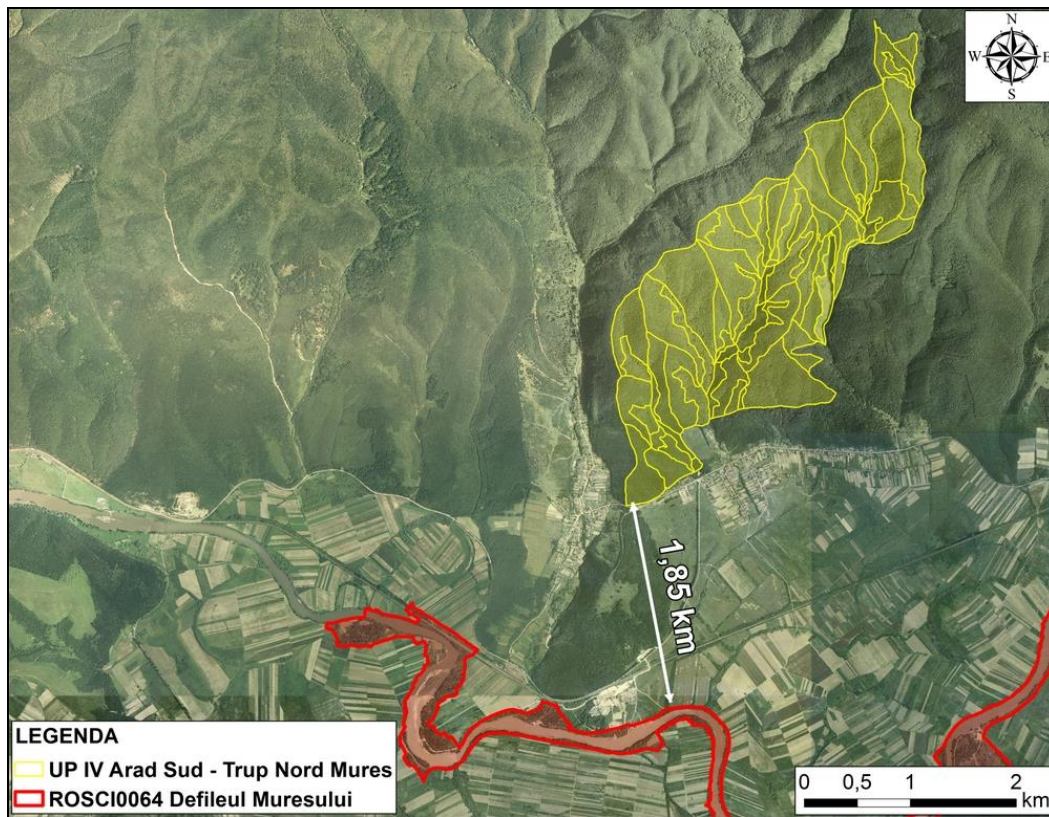 N
W E
S
1,85 km
LEGENDA
UP IV Arad Sud - Trup Nord Mures
ROSCI0064 Defileul Muresului
0 0,5 1 2
km